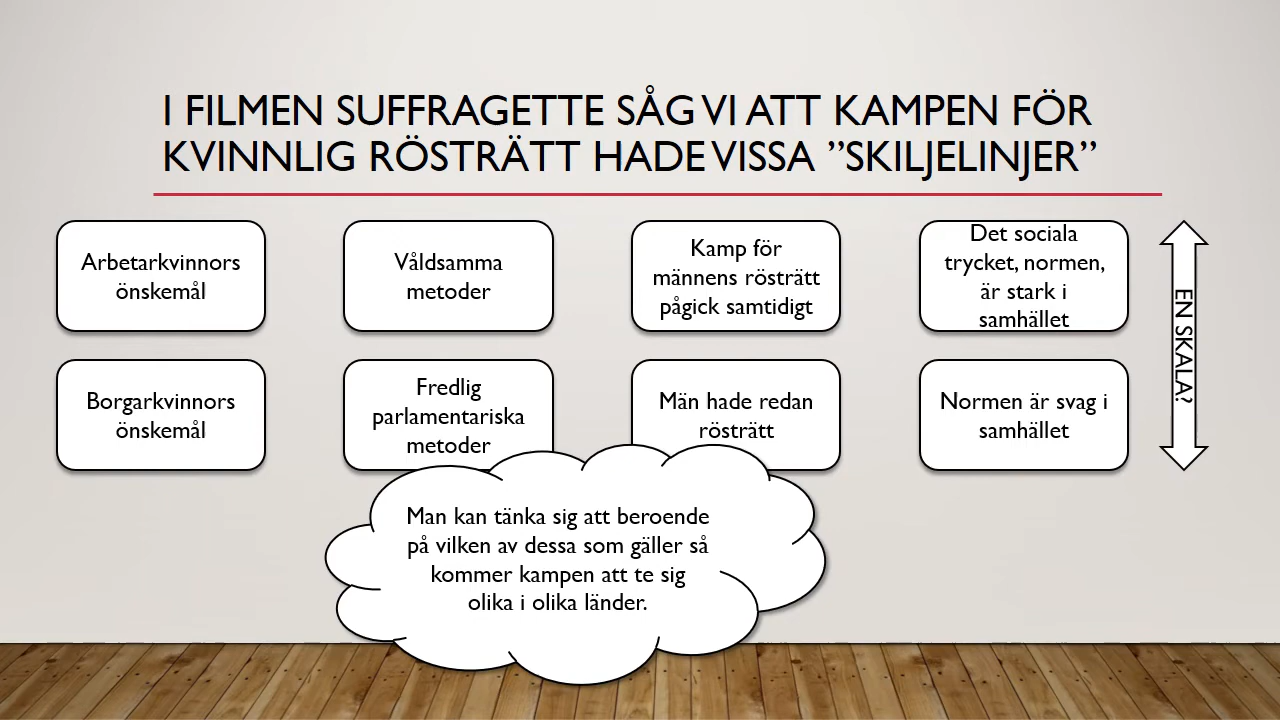 I FILMEN SUFFRAGETTE SÅG VI ATT KAMPEN FÖR
KVINNLIG RÖSTRÄTT HADE VISSA ”SKILJELINJER”
Arbetarkvinnors
önskemål
Våldsamma
metoder
Kamp för
männens rösträtt
pågick samtidigt
Det sociala
trycket, normen,
är stark i
samhället
Borgarkvinnors
önskemål
Fredlig
parlamentariska
metoder
Män hade redan
rösträtt
Normen är svag i
samhället
EN SKALA?
Man kan tänka sig att beroende
på vilken av dessa som gäller så
kommer kampen att te sig
olika i olika länder.